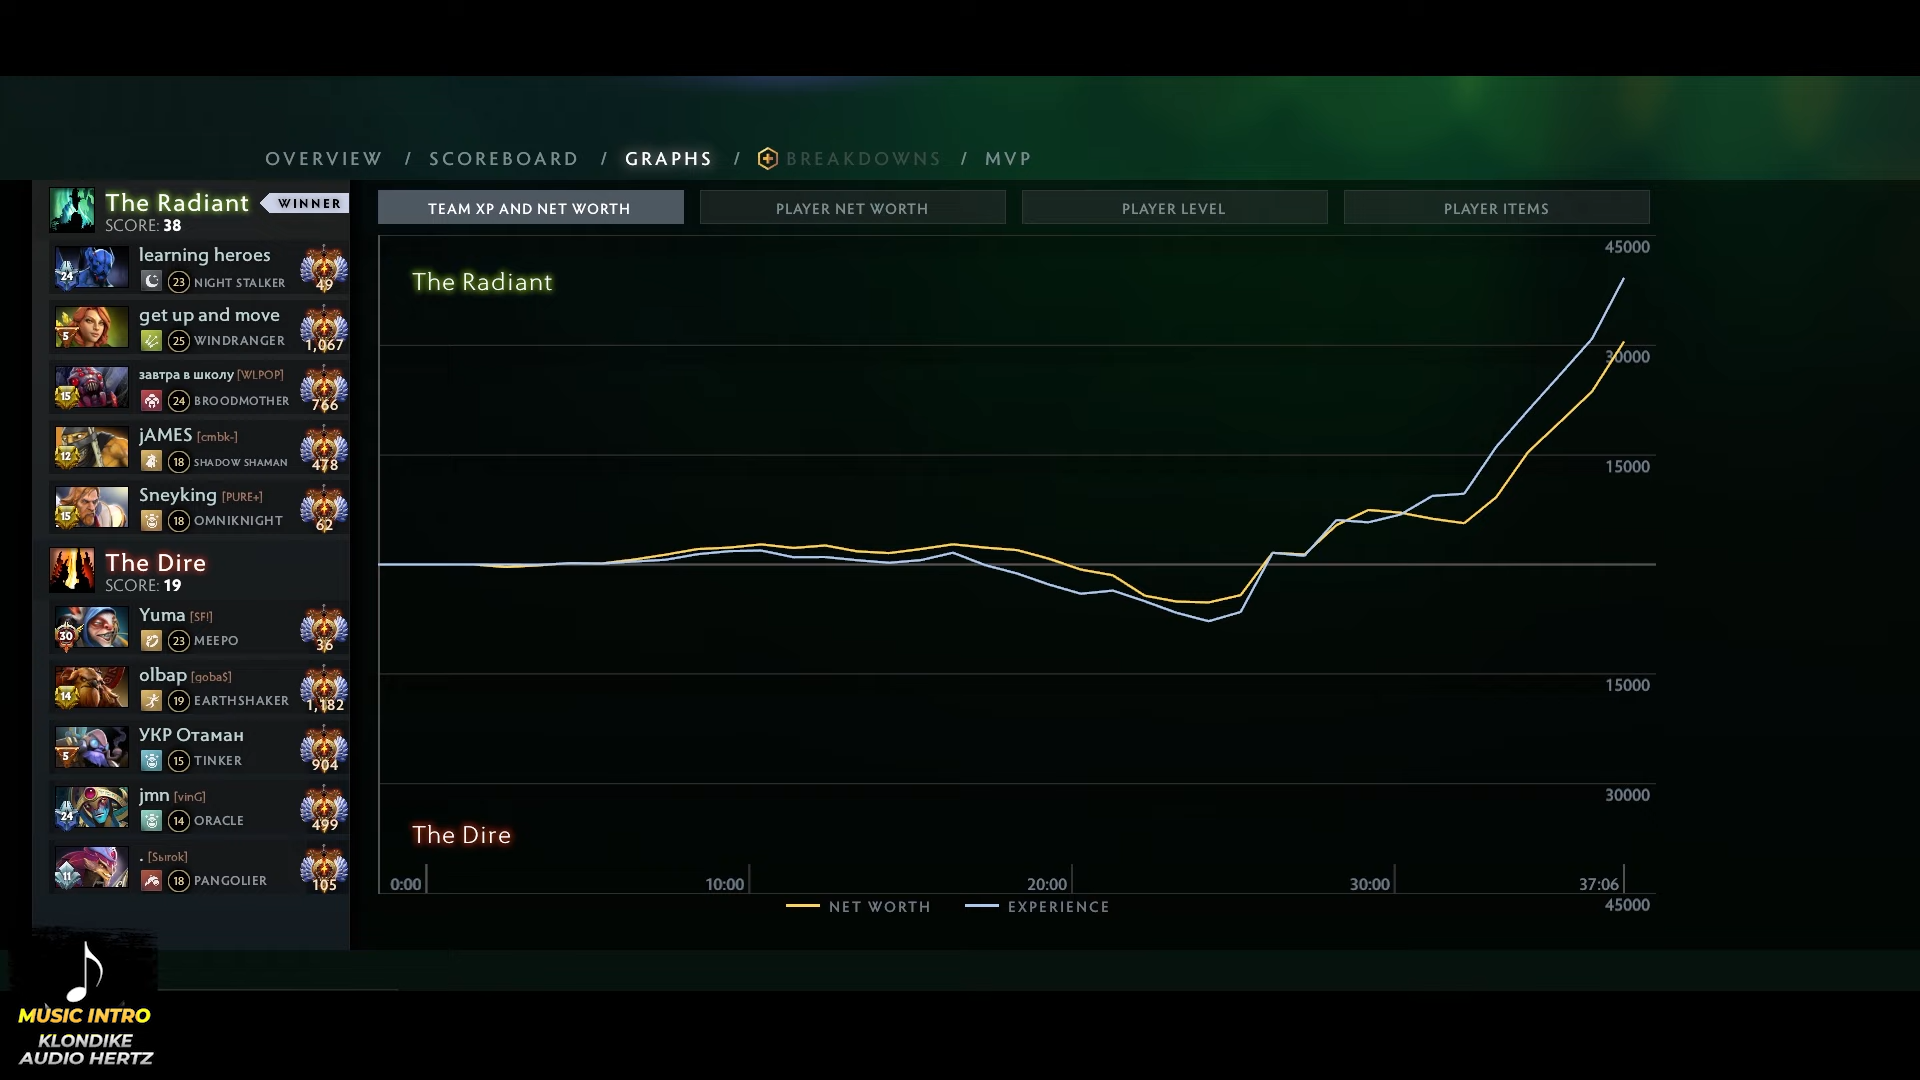 OVERVIEW / SCOREBOARD / GRAPHS / BREAKDOWNS / MVP
The Radiant WINNER
SCORE: 38
24 learning heroes
23 NIGHT STALKER 49
5 get up and move
25 WINDRANGER 1,067
15 завтра в школу [WLPOP]
24 BROODMOTHER 766
12 jAMES [cmbk-]
18 SHADOW SHAMAN 478
15 Sneyking [PURE+]
18 OMNIKNIGHT 62
The Dire
SCORE: 19
30 Yuma [SF!]
23 MEEPO 36
14 olbap [goba$]
19 EARTHSHAKER 1,182
5 УКР Отаман
15 TINKER 904
24 jmn [vinG]
14 ORACLE 499
11 . [Sыrok]
18 PANGOLIER 105
TEAM XP AND NET WORTH PLAYER NET WORTH PLAYER LEVEL PLAYER ITEMS
45000
The Radiant
30000
15000
15000
30000
The Dire
0:00 10:00 20:00 30:00 37:06
45000
NET WORTH EXPERIENCE
MUSIC INTRO
KLONDIKE
AUDIO HERTZ